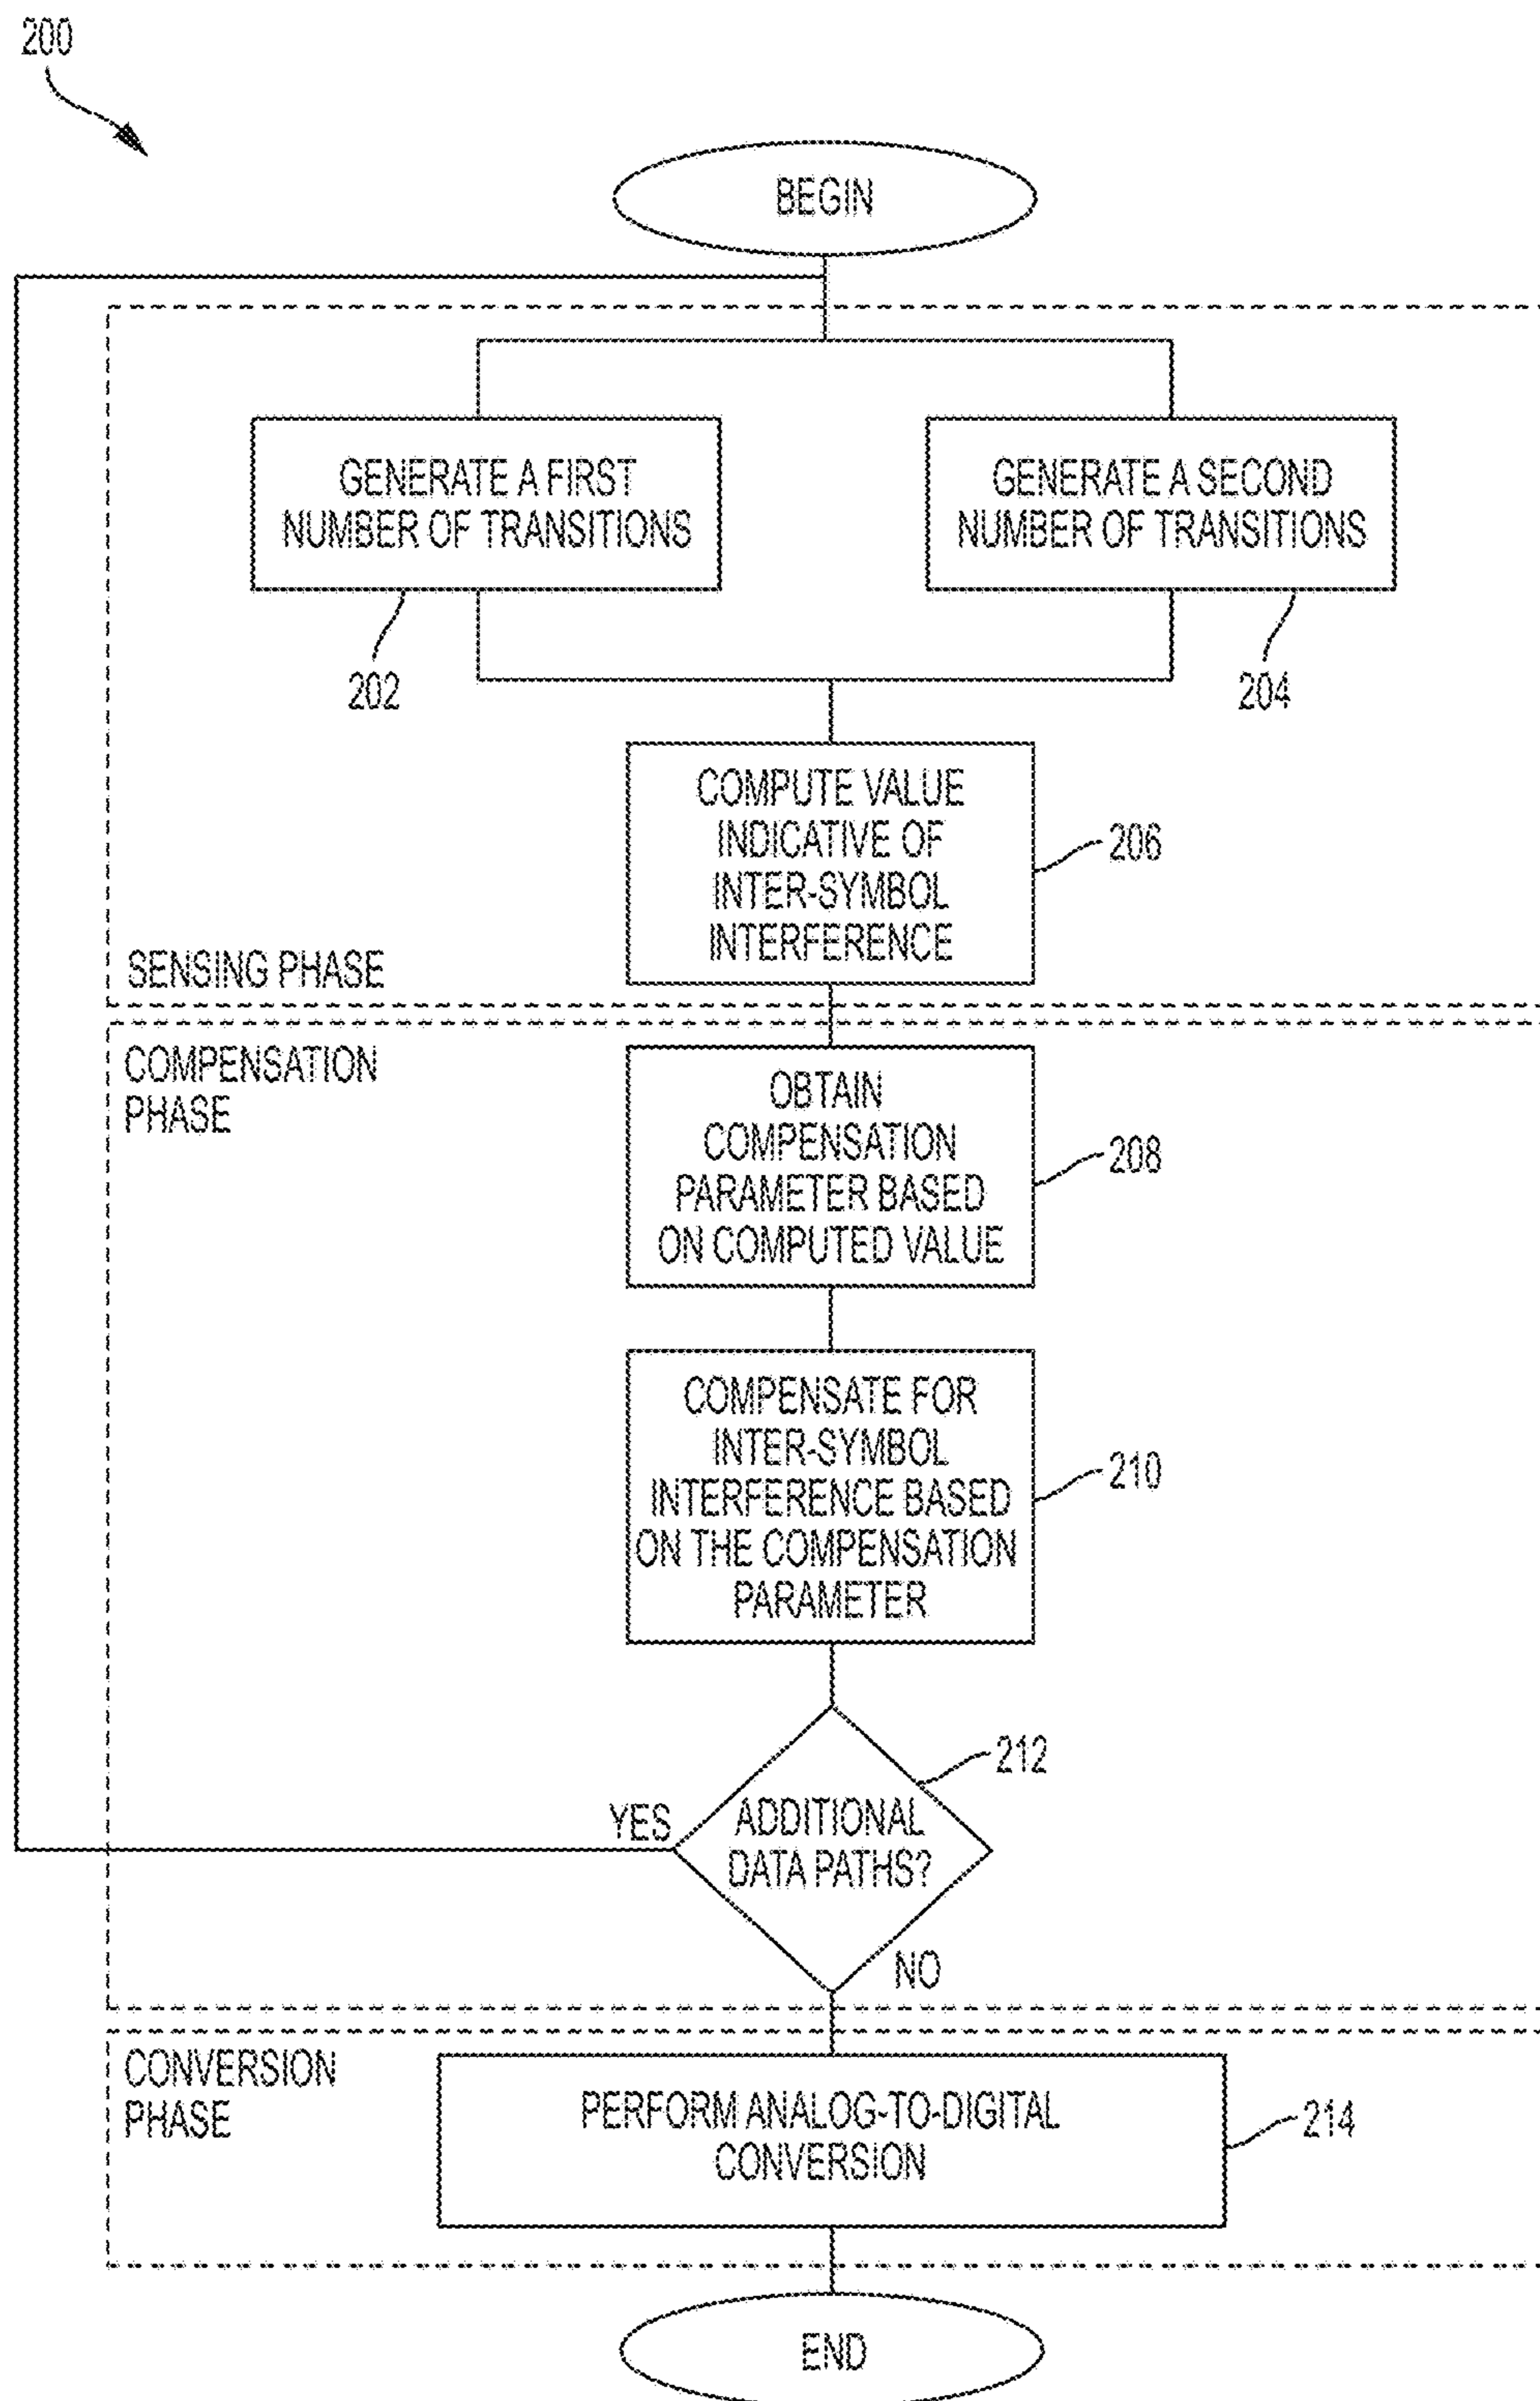 200
BEGIN
GENERATE A FIRST
NUMBER OF TRANSITIONS
GENERATE A SECOND
NUMBER OF TRANSITIONS
202
204
COMPUTE VALUE
INDICATIVE OF
INTER-SYMBOL
INTERFERENCE
206
SENSING PHASE
COMPENSATION
PHASE
OBTAIN
COMPENSATION
PARAMETER BASED
ON COMPUTED VALUE
208
COMPENSATE FOR
INTER-SYMBOL
INTERFERENCE BASED
ON THE COMPENSATION
PARAMETER
210
212
YES
ADDITIONAL
DATA PATHS?
NO
CONVERSION
PHASE
PERFORM ANALOG-TO-DIGITAL
CONVERSION
214
END